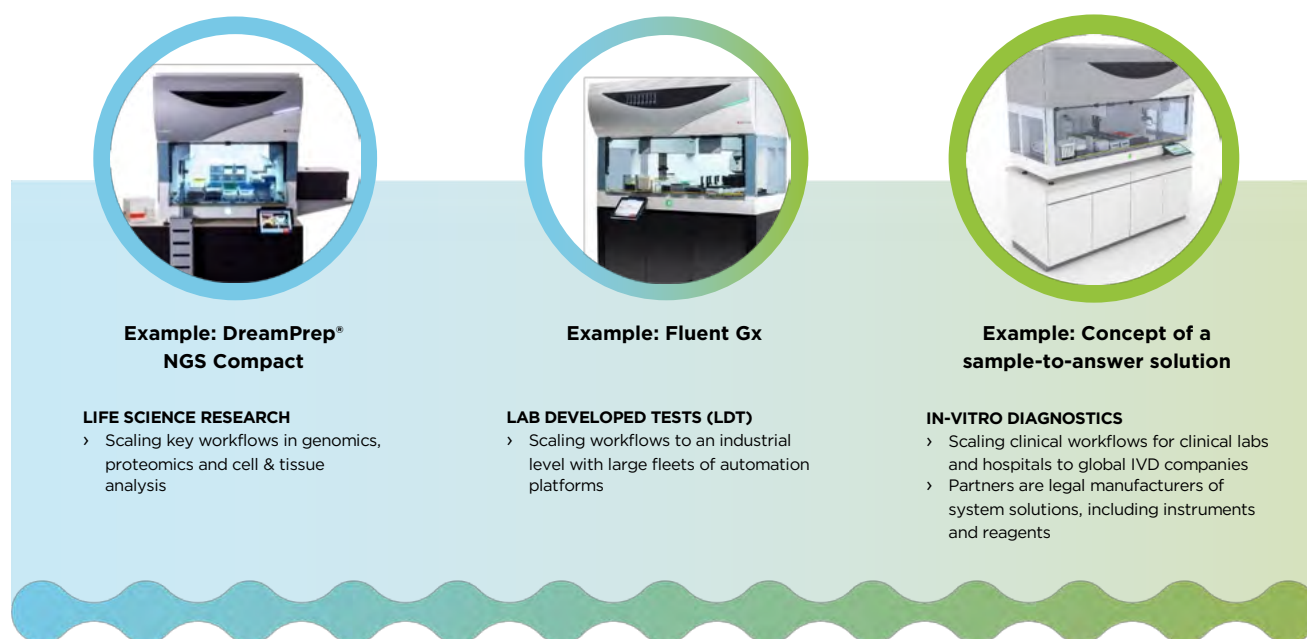 Example: DreamPrep®
NGS Compact
LIFE SCIENCE RESEARCH
› Scaling key workflows in genomics,
proteomics and cell & tissue
analysis
Example: Fluent Gx
LAB DEVELOPED TESTS (LDT)
› Scaling workflows to an industrial
level with large fleets of automation
platforms
Example: Concept of a
sample-to-answer solution
IN-VITRO DIAGNOSTICS
› Scaling clinical workflows for clinical labs
and hospitals to global IVD companies
› Partners are legal manufacturers of
system solutions, including instruments
and reagents